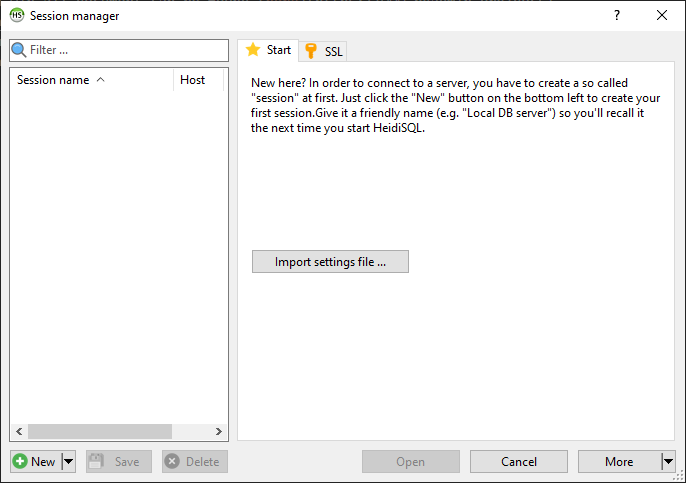 HS Session manager ?
Filter ...
Start
SSL
Session name
Host
New here? In order to connect to a server, you have to create a so called
"session" at first. Just click the "New" button on the bottom left to create your
first session.Give it a friendly name (e.g. "Local DB server") so you'll recall it
the next time you start HeidiSQL.
Import settings file ...
New
Save
Delete
Open
Cancel
More